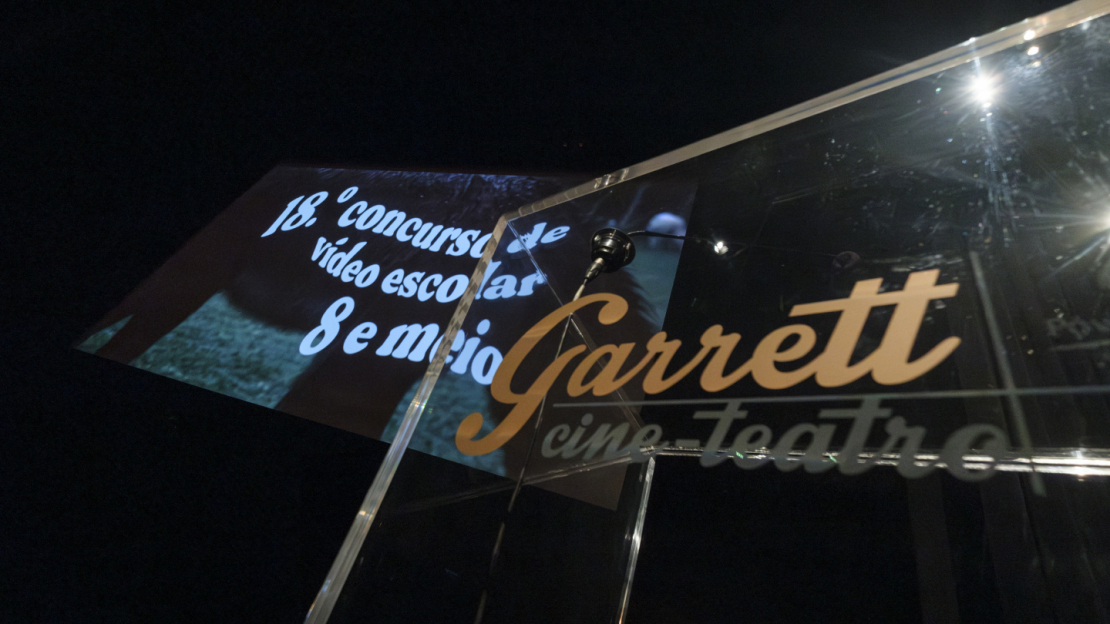 18.º concurso de
vídeo escolar
8 e meio
Garrett
cine-teatro